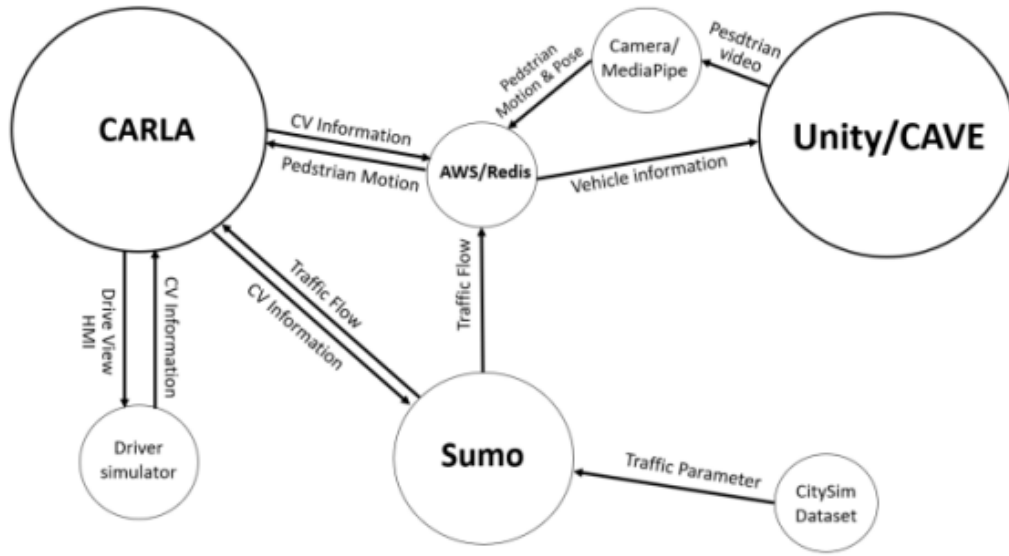 CARLA
CV Information
Pedstrian Motion
AWS/Redis
Pedstrian
Motion & Pose
Camera/
MediaPipe
Pesdtrian
video
Unity/CAVE
Vehicle information
Traffic Flow
CV Information
Traffic Flow
Drive View
HMI
CV Information
Driver
simulator
Sumo
Traffic Parameter
CitySim
Dataset